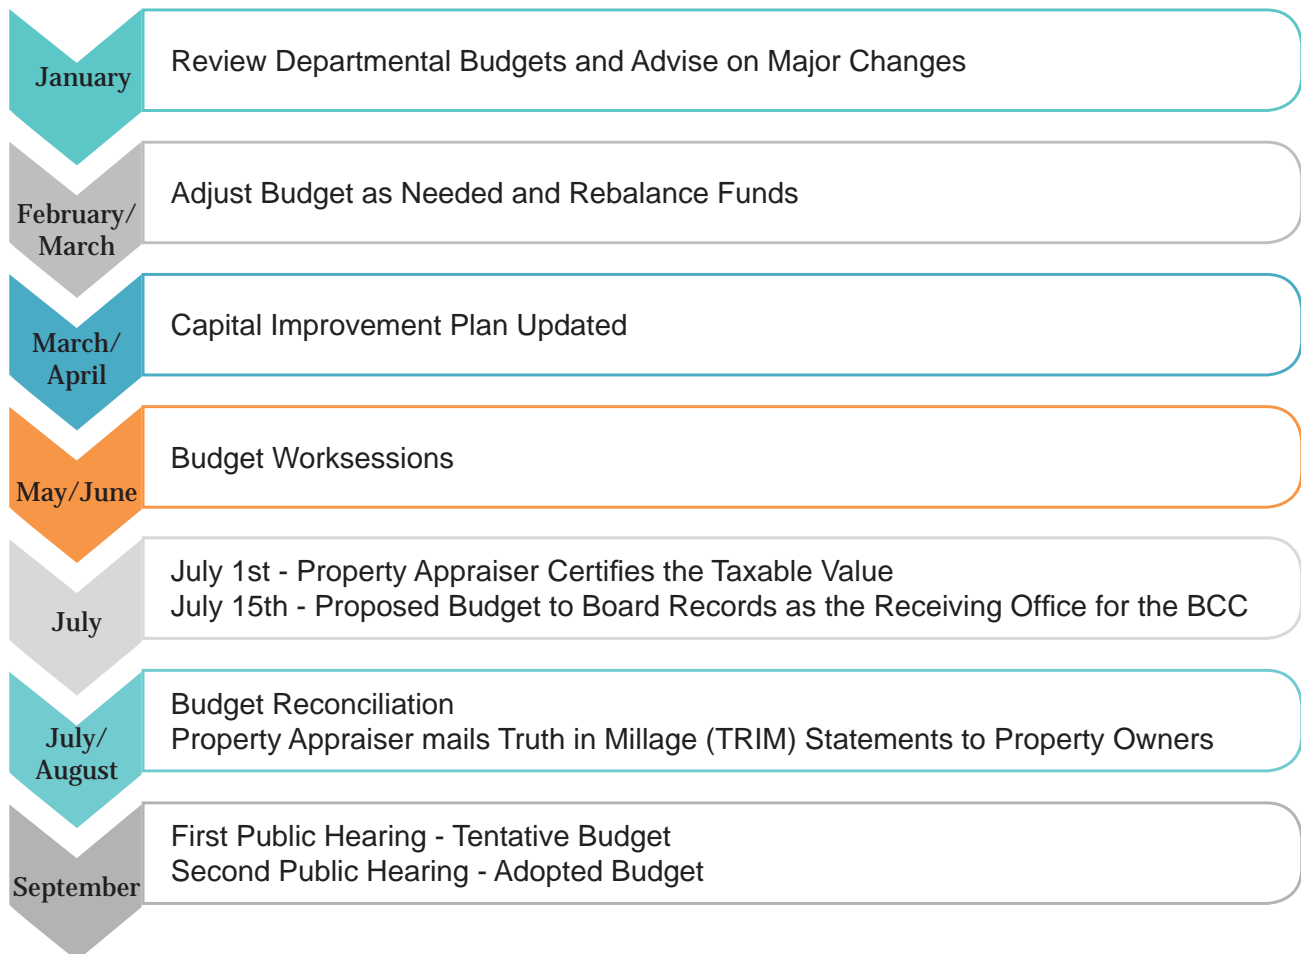 January
Review Departmental Budgets and Advise on Major Changes
February/
March
Adjust Budget as Needed and Rebalance Funds
March/
April
Capital Improvement Plan Updated
May/June
Budget Worksessions
July
July 1st - Property Appraiser Certifies the Taxable Value
July 15th - Proposed Budget to Board Records as the Receiving Office for the BCC
July/
August
Budget Reconciliation
Property Appraiser mails Truth in Millage (TRIM) Statements to Property Owners
September
First Public Hearing - Tentative Budget
Second Public Hearing - Adopted Budget